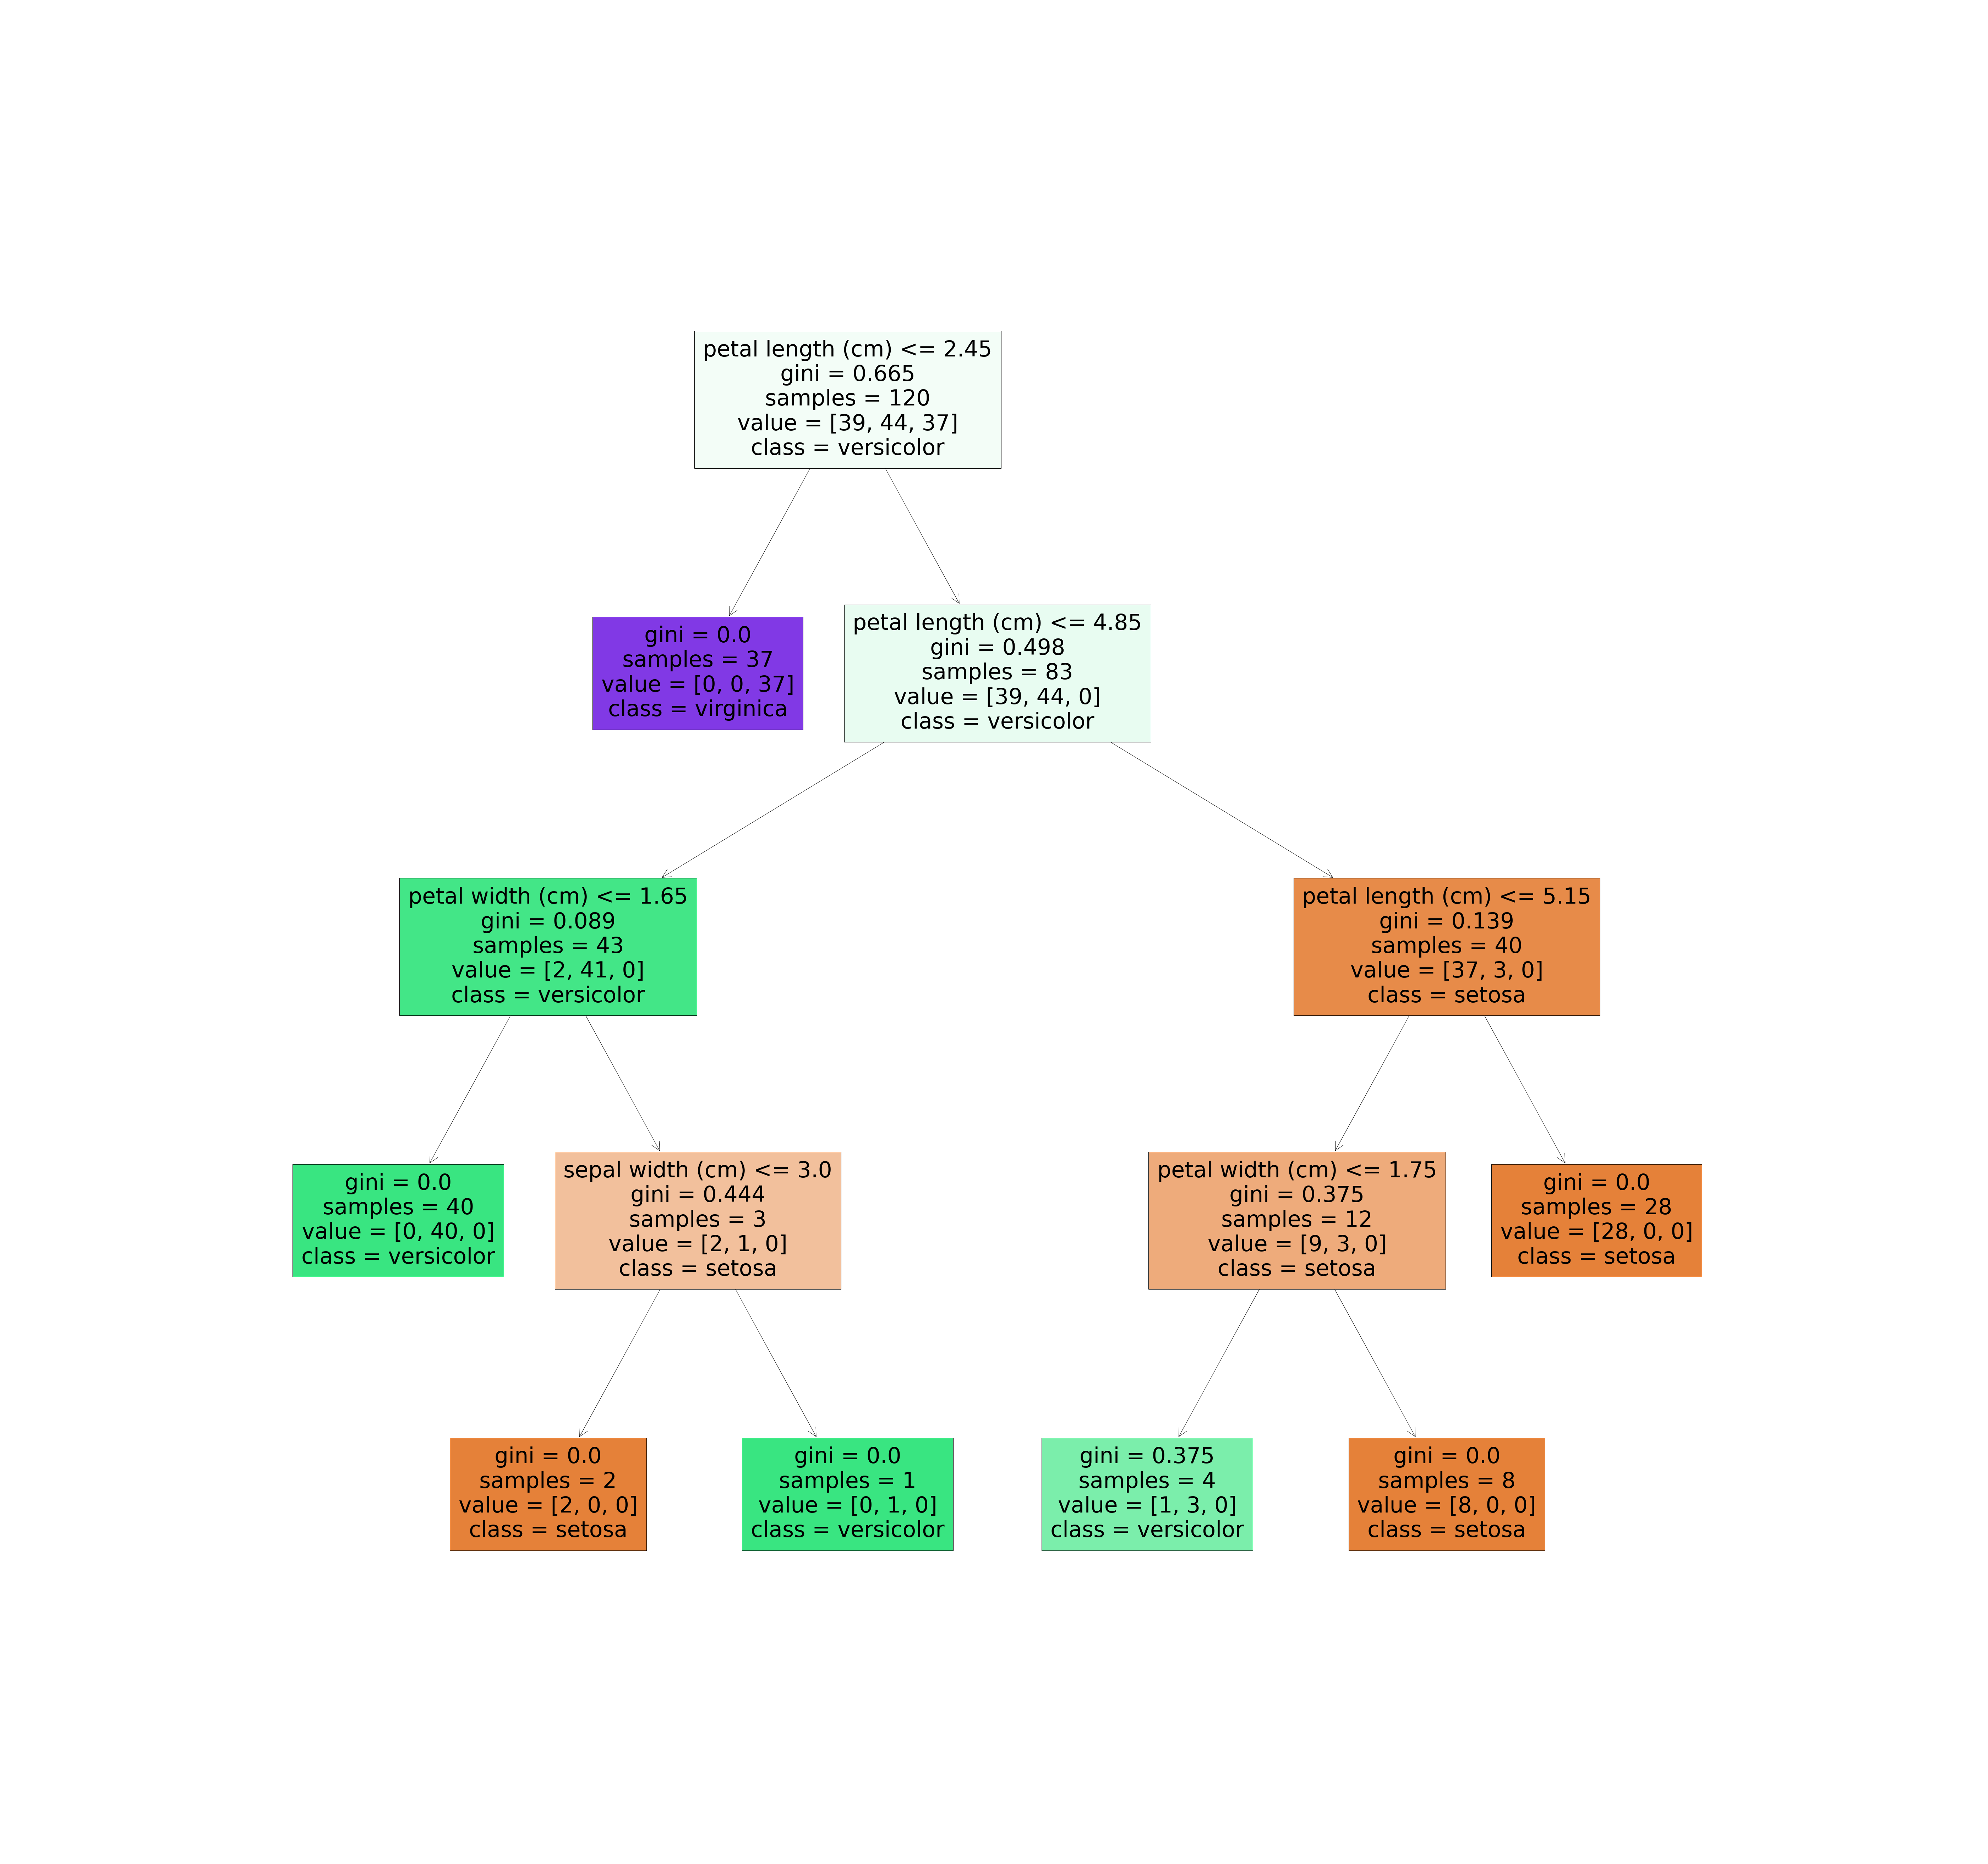 petal length (cm) <= 2.45
gini = 0.665
samples = 120
value = [39, 44, 37]
class = versicolor
gini = 0.0
samples = 37
value = [0, 0, 37]
class = virginica
petal length (cm) <= 4.85
gini = 0.498
samples = 83
value = [39, 44, 0]
class = versicolor
petal width (cm) <= 1.65
gini = 0.089
samples = 43
value = [2, 41, 0]
class = versicolor
petal length (cm) <= 5.15
gini = 0.139
samples = 40
value = [37, 3, 0]
class = setosa
gini = 0.0
samples = 40
value = [0, 40, 0]
class = versicolor
sepal width (cm) <= 3.0
gini = 0.444
samples = 3
value = [2, 1, 0]
class = setosa
petal width (cm) <= 1.75
gini = 0.375
samples = 12
value = [9, 3, 0]
class = setosa
gini = 0.0
samples = 28
value = [28, 0, 0]
class = setosa
gini = 0.0
samples = 2
value = [2, 0, 0]
class = setosa
gini = 0.0
samples = 1
value = [0, 1, 0]
class = versicolor
gini = 0.375
samples = 4
value = [1, 3, 0]
class = versicolor
gini = 0.0
samples = 8
value = [8, 0, 0]
class = setosa